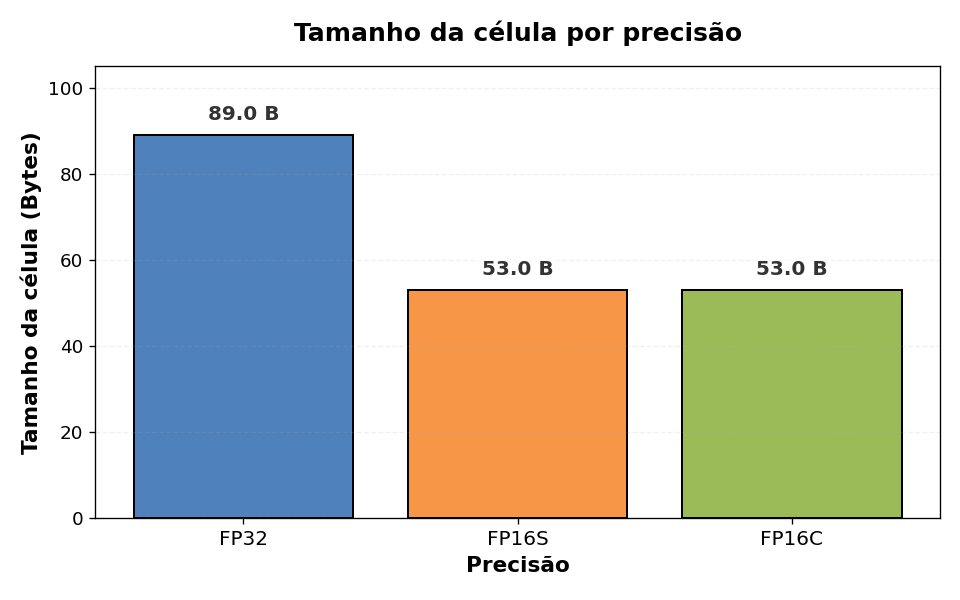 Tamanho da célula por precisão
Tamanho da célula (Bytes)
100
80
60
40
20
0
89.0 B
53.0 B
53.0 B
FP32
FP16S
FP16C
Precisão